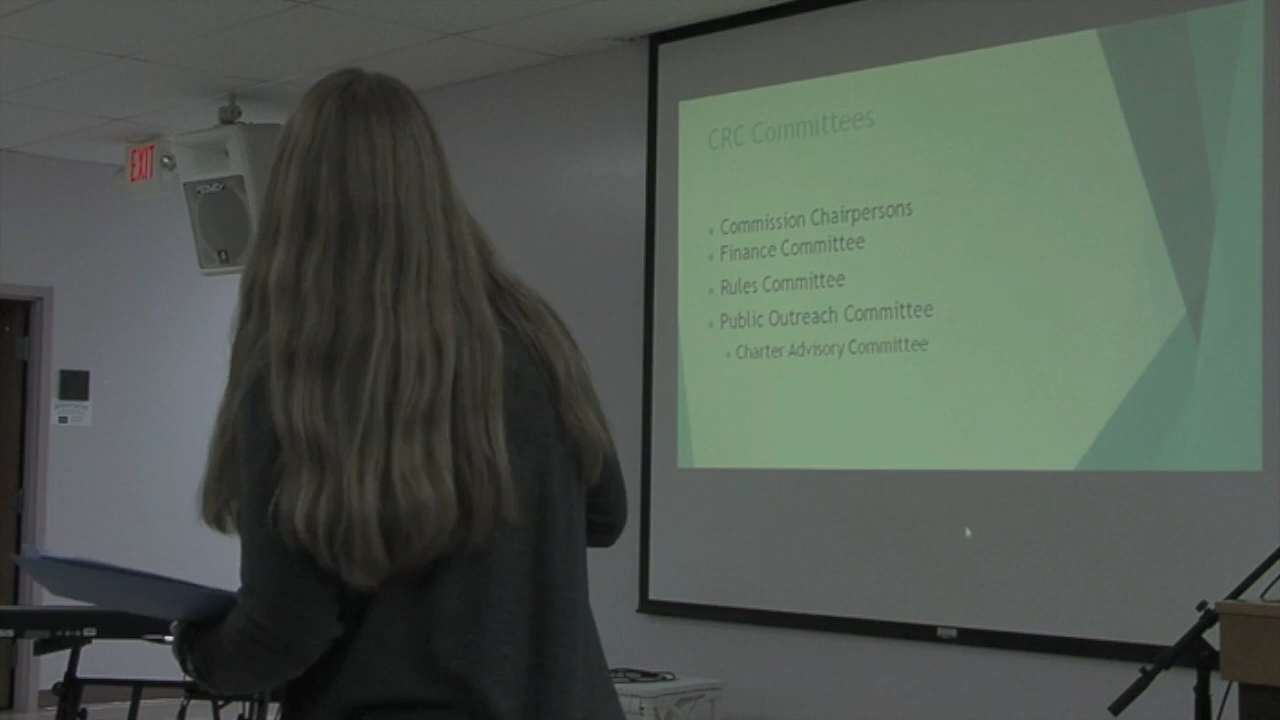 EXIT
CRC Committees
Commission Chairpersons
Finance Committee
Rules Committee
Public Outreach Committee
Charter Advisory Committee